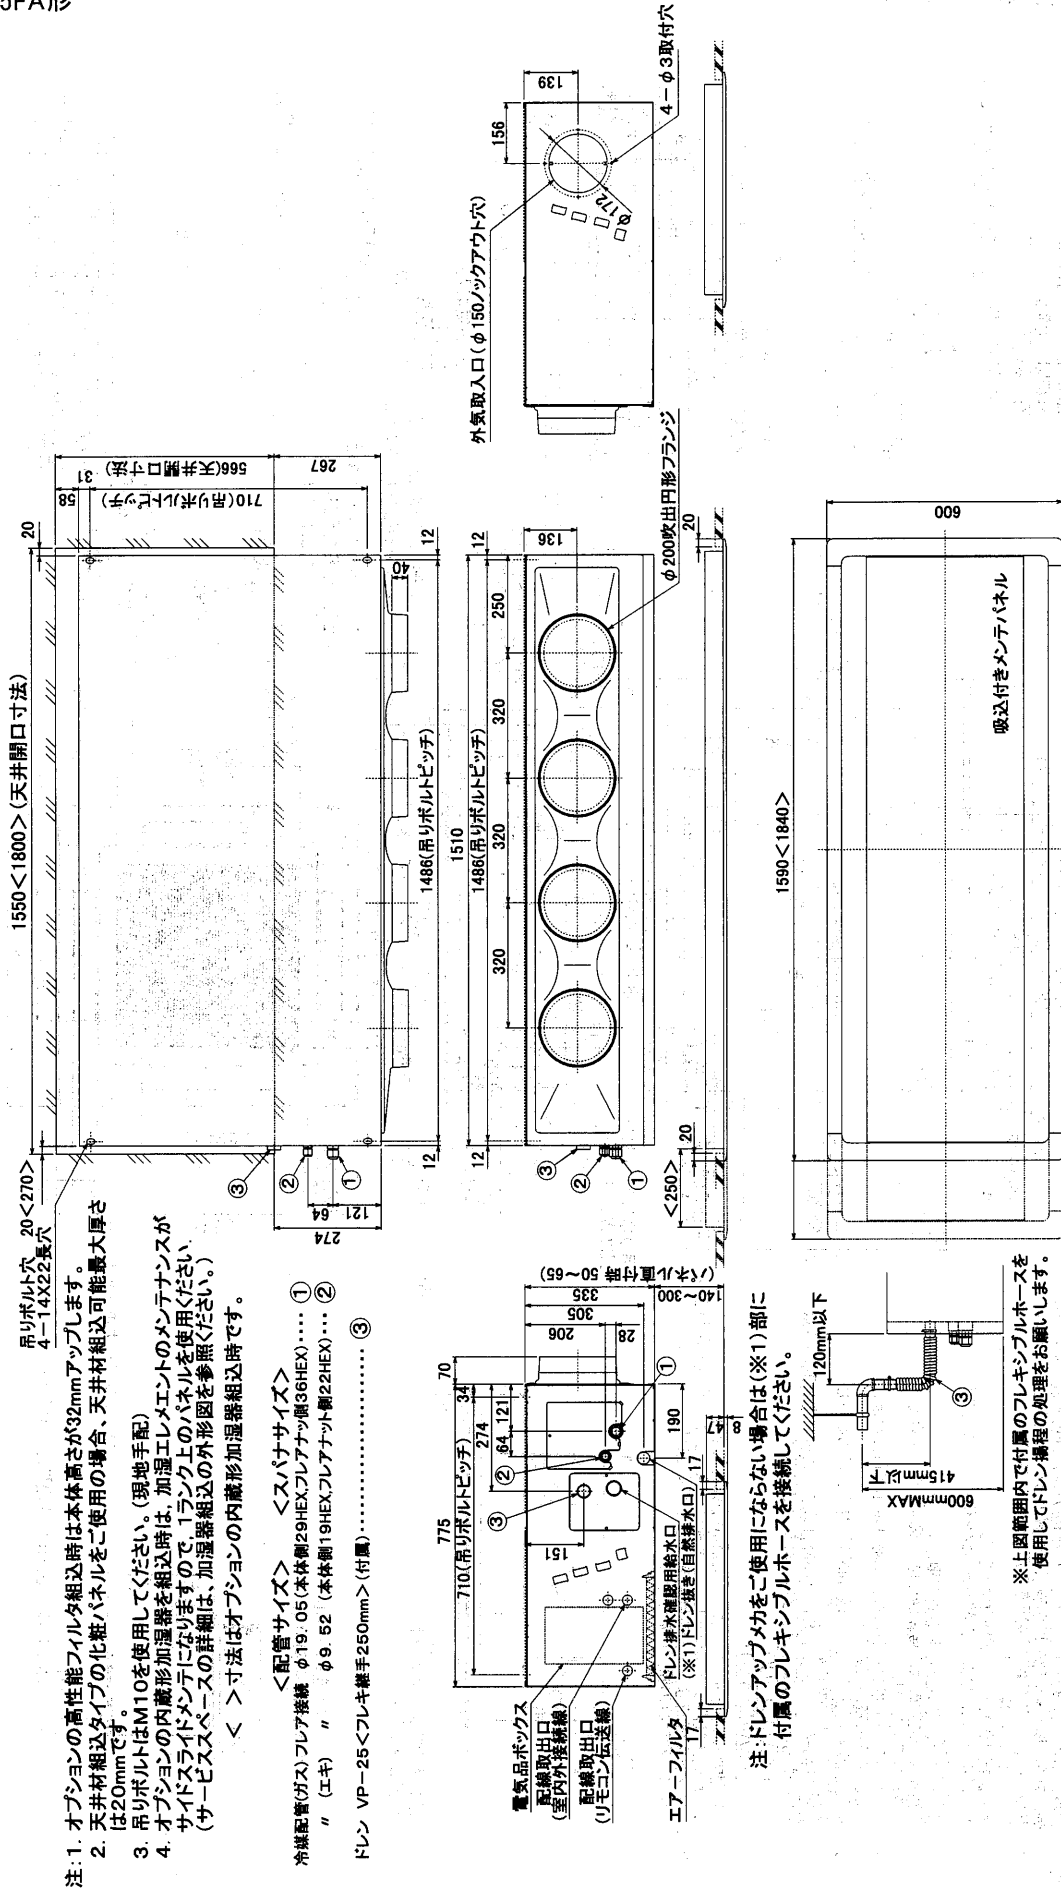 5FA形
注:1. オプションの高性能フィルタ組込時は本体高さが32mmアップします。
2. 天井材組込タイプの化粧パネルをご使用の場合、天井材組込可能最大厚さ
は20mmです。
3. 吊りボルトはM10を使用してください。(現地手配)
4. オプションの内蔵形加湿器を組込時は、加湿エレメエントのメンテナンスが
サイドスライドメンテになりますので、1ランク上のパネルを使用ください。
(サービススペースの詳細は、加湿器組込の外形図を参照ください。)
< >寸法はオプションの内蔵形加湿器組込時です。
<配管サイズ> <スパナサイズ>
冷媒配管(ガス)フレア接続 φ19.05(本体側29HEX,フレアナッ側36HEX)‥‥ ①
〃 (エキ) 〃 φ9.52 (本体側19HEX,フレアナット側22HEX)‥‥ ②
ドレン VP-25<フレキ継手250mm>(付属)‥‥‥‥‥‥‥‥‥‥ ③
吊りボルト穴
4-14X22長穴
20<270>
1550<1800>(天井開口寸法)
20
58
31
710(吊りボルトピッチ)
566(天井開口寸法)
267
274
121
64
③
②
①
12
1486(吊りボルトピッチ)
40
12
1510
1486(吊りボルトピッチ)
12
320
320
320
250
12
136
φ200吹出円形フランジ
③
②
①
<250>
20
20
外気取入口(φ150ノックアウト穴)
156
139
φ172
4-φ3取付穴
775
710(吊りボルトピッチ)
34
70
274
64
121
151
③
②
①
190
206
28
305
335
140~300
(パネル直付時 50~65)
電気品ボックス
配線取出口
(室内外接続線)
配線取出口
(リモコン伝送線)
エアーフィルタ
ドレン排水確認用給水口
(※1)ドレン抜き(自然排水口)
17
17
47
8
注:ドレンアップメカをご使用にならない場合は(※1)部に
付属のフレキシブルホースを接続してください。
1590<1840>
600
吸込付きメンテパネル
120mm以下
415mm以下
600mmMAX
③
※上図範囲内で付属のフレキシブルホースを
使用してドレン揚程の処理をお願いします。